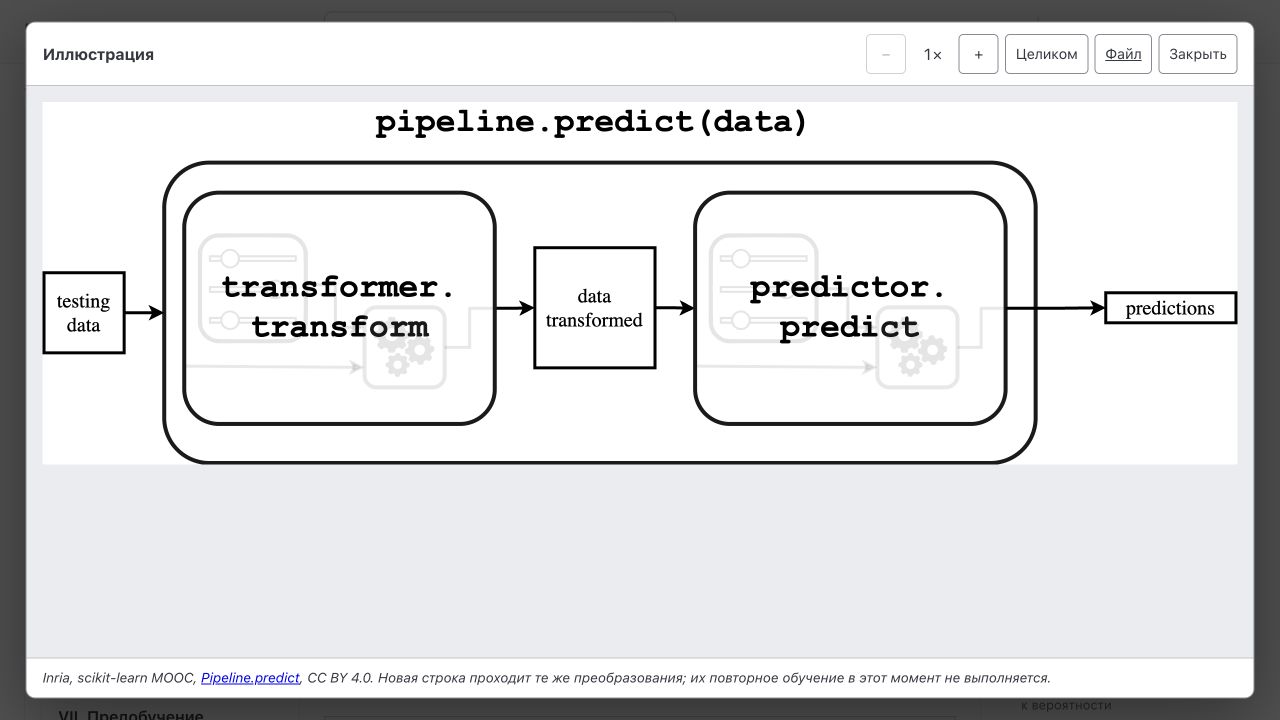 Иллюстрация
− 1× + Целиком Файл Закрыть
pipeline.predict(data)
testing
data
transformer.
transform
data
transformed
predictor.
predict
predictions
Inria, scikit-learn MOOC, Pipeline.predict, CC BY 4.0. Новая строка проходит те же преобразования; их повторное обучение в этот момент не выполняется.
VII. Предобучение
к вероятности